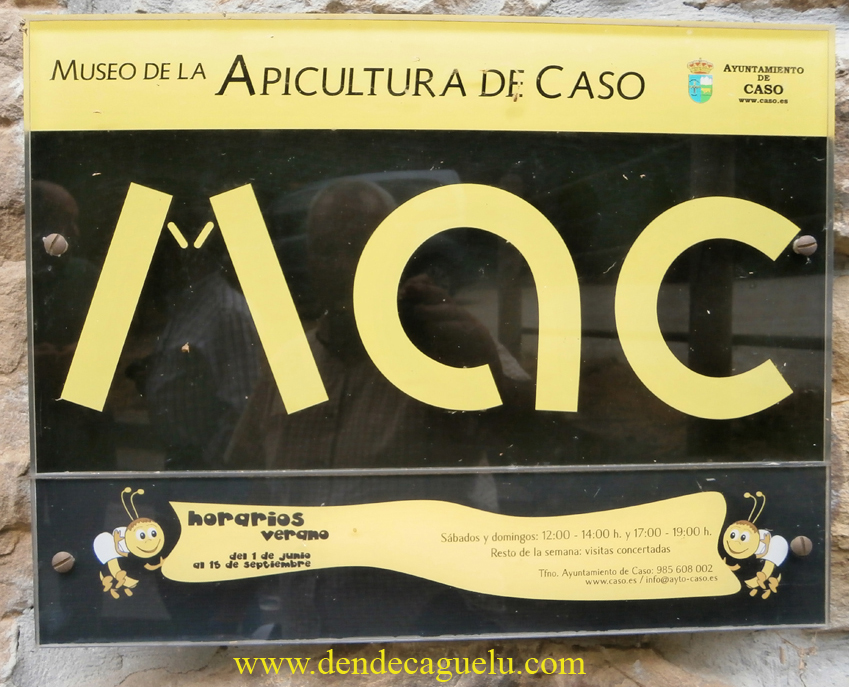 MUSEO DE LA APICULTURA DE CASO
AYUNTAMIENTO
DE
CASO
www.caso.es
MAC
horarios
verano
del 1 de junio
al 15 de septiembre
Sábados y domingos: 12:00 - 14:00 h. y 17:00 - 19:00 h.
Resto de la semana: visitas concertadas
Tfno. Ayuntamiento de Caso: 985 608 002
www.caso.es / info@ayto-caso.es
www.dendecaguelu.com